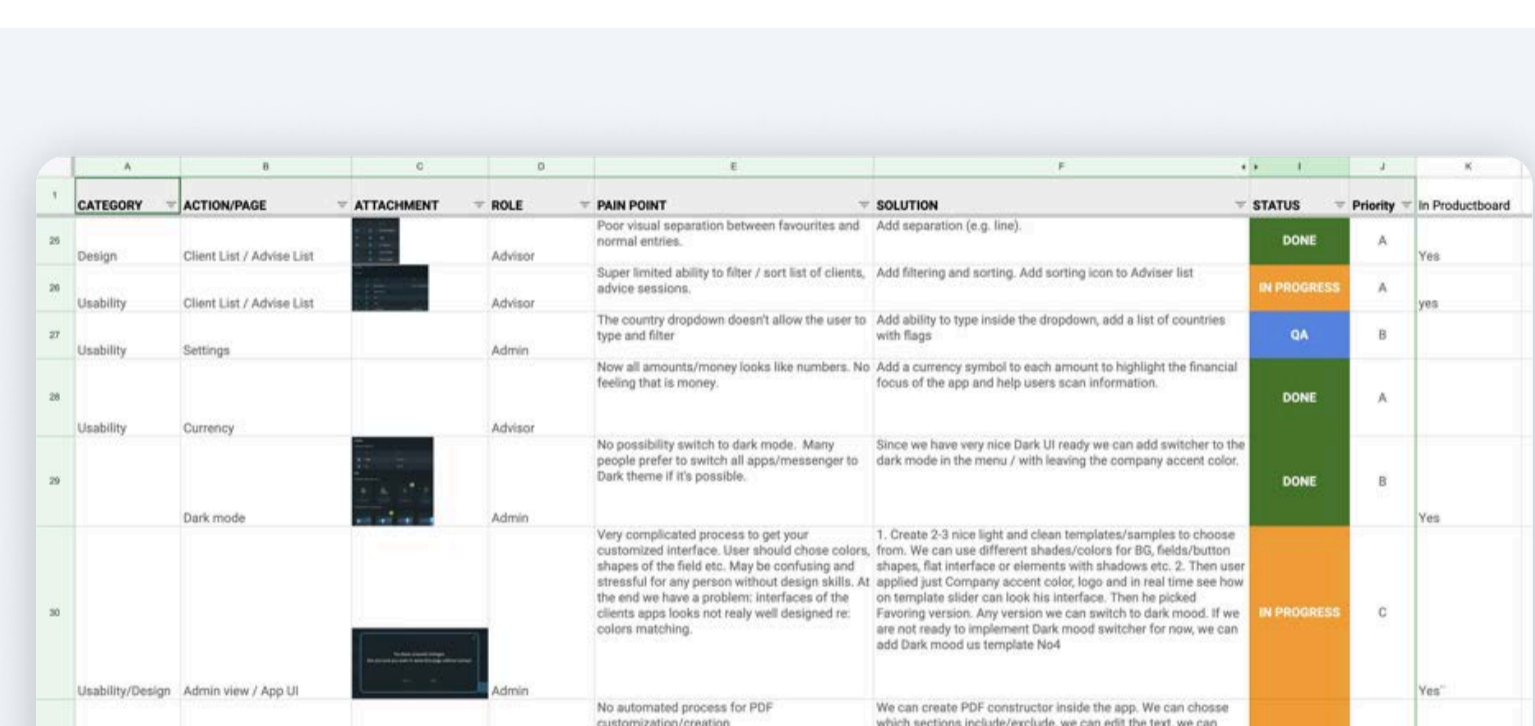 A B C D E F I J K
1 CATEGORY ACTION/PAGE ATTACHMENT ROLE PAIN POINT SOLUTION STATUS Priority In Productboard
25 Design Client List / Advise List Advisor
Poor visual separation between favourites and
normal entries.
Add separation (e.g. line).
DONE A Yes
26 Usability Client List / Advise List Advisor
Super limited ability to filter / sort list of clients,
advice sessions.
Add filtering and sorting. Add sorting icon to Adviser list
IN PROGRESS A yes
27 Usability Settings Admin
The country dropdown doesn't allow the user to
type and filter
Add ability to type inside the dropdown, add a list of countries
with flags
QA B
28 Usability Currency Advisor
Now all amounts/money looks like numbers. No
feeling that is money.
Add a currency symbol to each amount to highlight the financial
focus of the app and help users scan information.
DONE A
29 Dark mode Admin
No possibility switch to dark mode. Many
people prefer to switch all apps/messenger to
Dark theme if it's possible.
Since we have very nice Dark UI ready we can add switcher to the
dark mode in the menu / with leaving the company accent color.
DONE B Yes
30 Usability/Design Admin view / App UI Admin
Very complicated process to get your
customized interface. User should chose colors,
shapes of the field etc. May be confusing and
stressful for any person without design skills. At
the end we have a problem: interfaces of the
clients apps looks not realy well designed re:
colors matching.
1. Create 2-3 nice light and clean templates/samples to choose
from. We can use different shades/colors for BG, fields/button
shapes, flat interface or elements with shadows etc. 2. Then user
applied just Company accent color, logo and in real time see how
on template slider can look his interface. Then he picked
Favoring version. Any version we can switch to dark mood. If we
are not ready to implement Dark mood switcher for now, we can
add Dark mood us template No4
IN PROGRESS C Yes¨
No automated process for PDF
customization/creation
We can create PDF constructor inside the app. We can chosse
which sections include/exclude, we can edit the text, we can